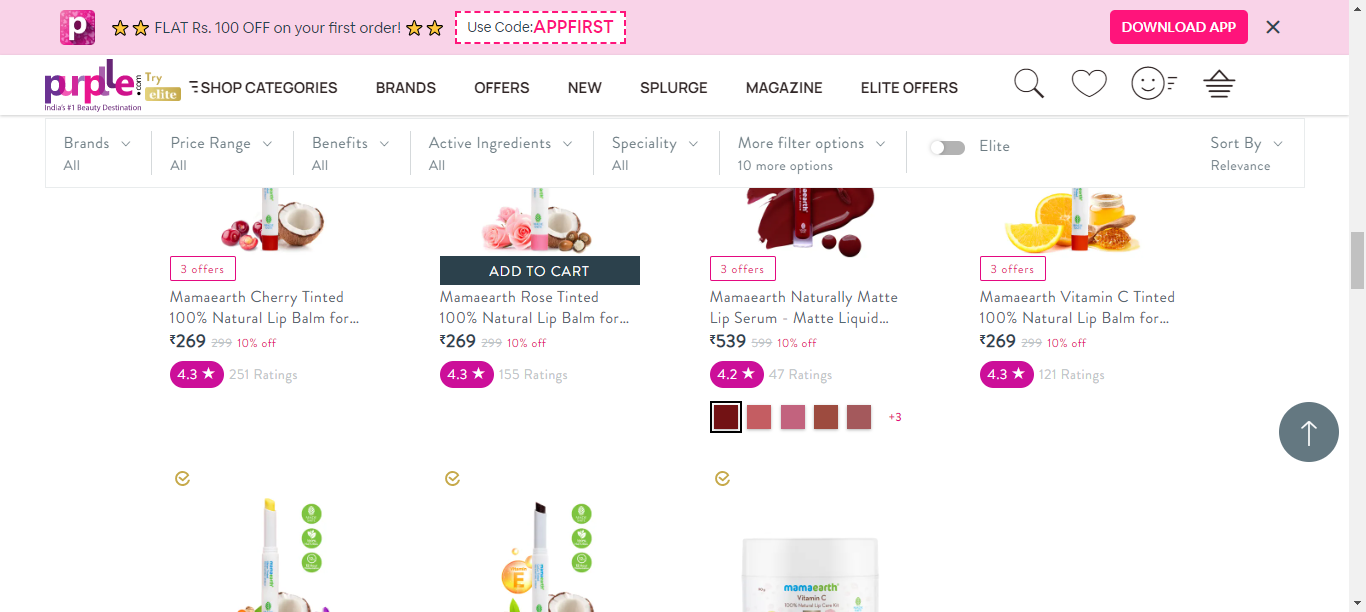 FLAT Rs. 100 OFF on your first order!
Use Code:APPFIRST
DOWNLOAD APP
purplle.com
India's #1 Beauty Destination
Try
elite
SHOP CATEGORIES
BRANDS
OFFERS
NEW
SPLURGE
MAGAZINE
ELITE OFFERS
Brands
All
Price Range
All
Benefits
All
Active Ingredients
All
Speciality
All
More filter options
10 more options
Elite
Sort By
Relevance
3 offers
Mamaearth Cherry Tinted
100% Natural Lip Balm for...
₹269 299 10% off
4.3 ★ 251 Ratings
ADD TO CART
Mamaearth Rose Tinted
100% Natural Lip Balm for...
₹269 299 10% off
4.3 ★ 155 Ratings
3 offers
Mamaearth Naturally Matte
Lip Serum - Matte Liquid...
₹539 599 10% off
4.2 ★ 47 Ratings
+3
3 offers
Mamaearth Vitamin C Tinted
100% Natural Lip Balm for...
₹269 299 10% off
4.3 ★ 121 Ratings
E
mamaearth
Vitamin C
100% Natural Lip Care Kit